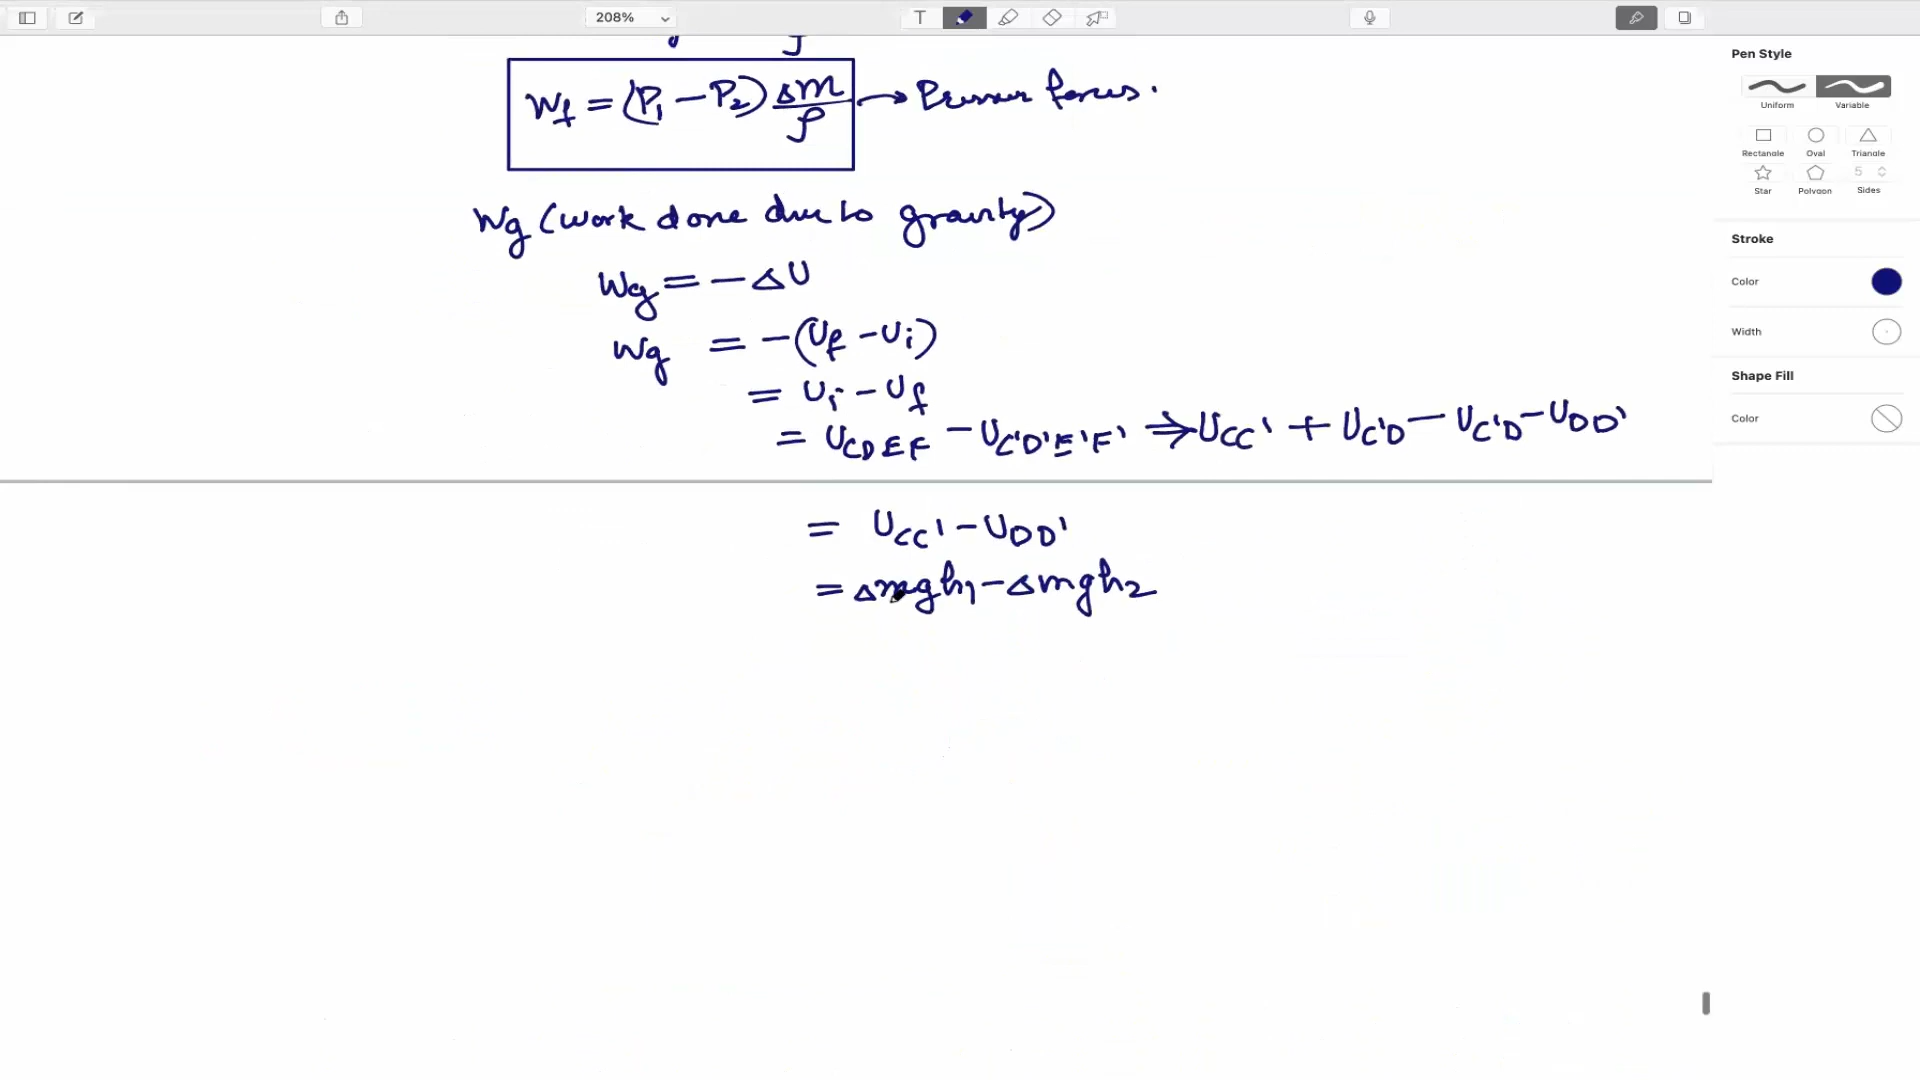 208%
T
Pen Style
Uniform
Variable
Rectangle
Oval
Triangle
Star
Polygon
5
Sides
Stroke
Color
Width
Shape Fill
Color
Wf = (P₁ − P₂) Δm/ρ → Pressure forces.
Wg (work done due to gravity)
Wg = − ΔU
Wg = −(Uf − Ui)
= Ui − Uf
= UCDEF − UC'D'E'F' ⇒ UCC' + UC'D − UC'D − UDD'
= UCC' − UDD'
= Δmgh₁ − Δmgh₂